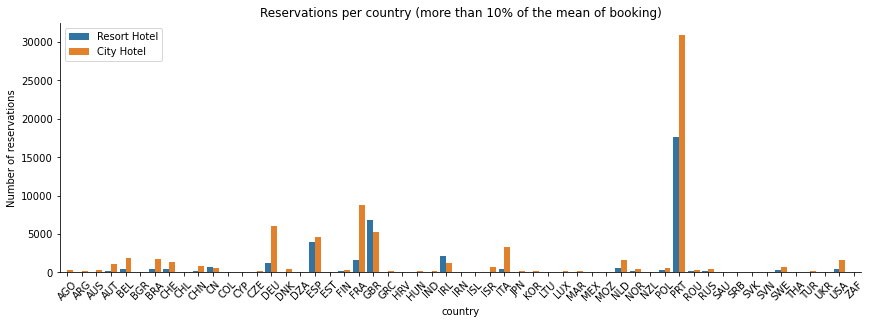 Reservations per country (more than 10% of the mean of booking)
Resort Hotel
City Hotel
Number of reservations
30000
25000
20000
15000
10000
5000
0
AGO ARG AUS AUT BEL BGR BRA CHE CHL CHN CN COL CYP CZE DEU DNK DZA ESP EST FIN FRA GBR GRC HRV HUN IND IRL IRN ISL ISR ITA JPN KOR LTU LUX MAR MEX MOZ NLD NOR NZL POL PRT ROU RUS SAU SRB SVK SVN SWE THA TUR UKR USA ZAF
country